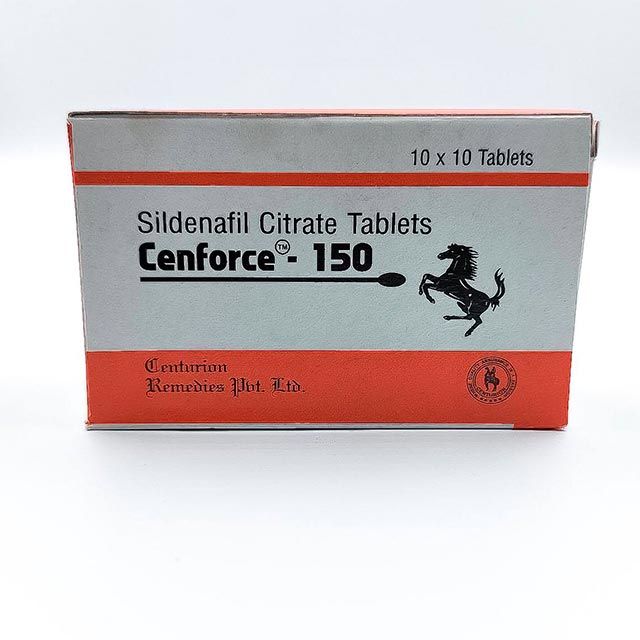 10 x 10 Tablets
Sildenafil Citrate Tablets
Cenforce™- 150
Centurion
Remedies Pvt. Ltd.